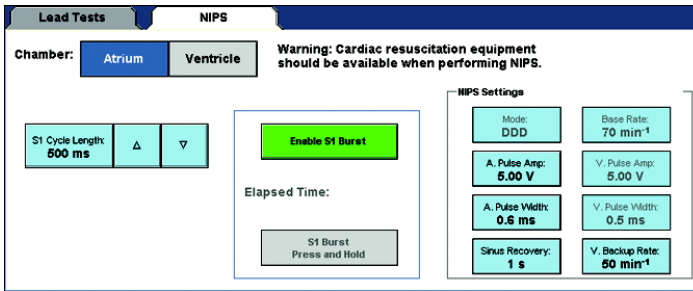 Lead Tests
NIPS
Chamber:
Atrium
Ventricle
Warning: Cardiac resuscitation equipment
should be available when performing NIPS.
S1 Cycle Length:
500 ms
△
▽
Enable S1 Burst
Elapsed Time:
S1 Burst
Press and Hold
NIPS Settings
Mode:
DDD
Base Rate:
70 min⁻¹
A. Pulse Amp:
5.00 V
V. Pulse Amp:
5.00 V
A. Pulse Width:
0.6 ms
V. Pulse Width:
0.5 ms
Sinus Recovery:
1 s
V. Backup Rate:
50 min⁻¹